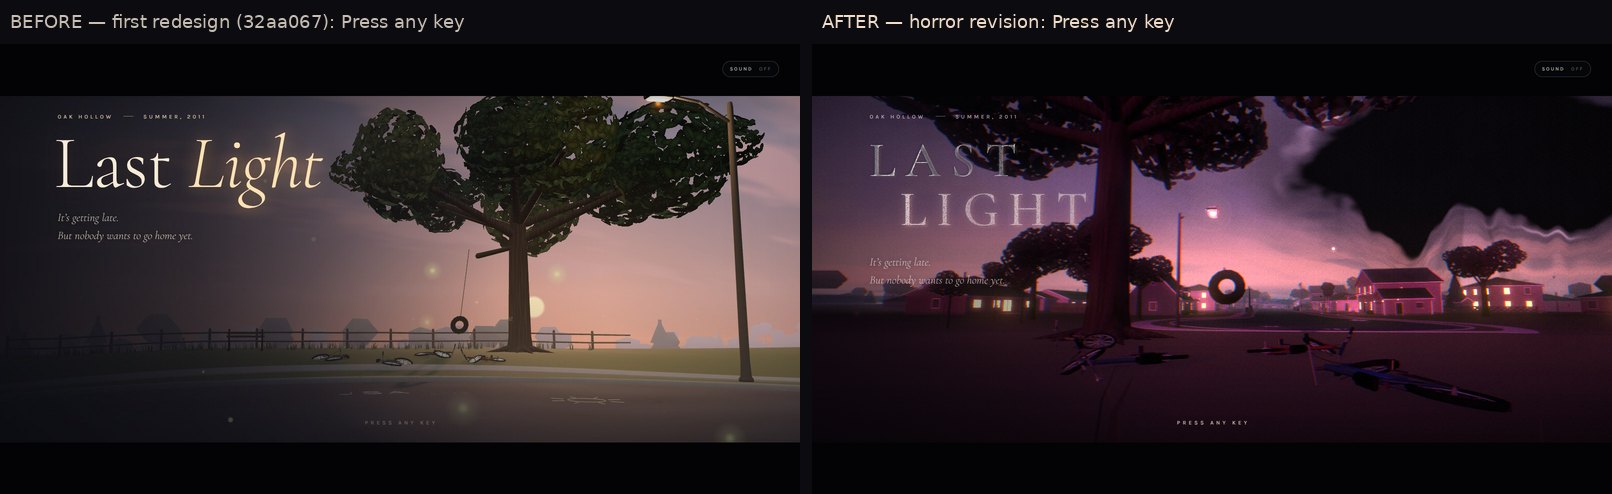 BEFORE — first redesign (32aa067): Press any key
SOUND OFF
OAK HOLLOW — SUMMER, 2011
Last Light
It's getting late.
But nobody wants to go home yet.
PRESS ANY KEY
AFTER — horror revision: Press any key
SOUND OFF
OAK HOLLOW — SUMMER, 2011
LAST
LIGHT
It's getting late.
But nobody wants to go home yet.
PRESS ANY KEY